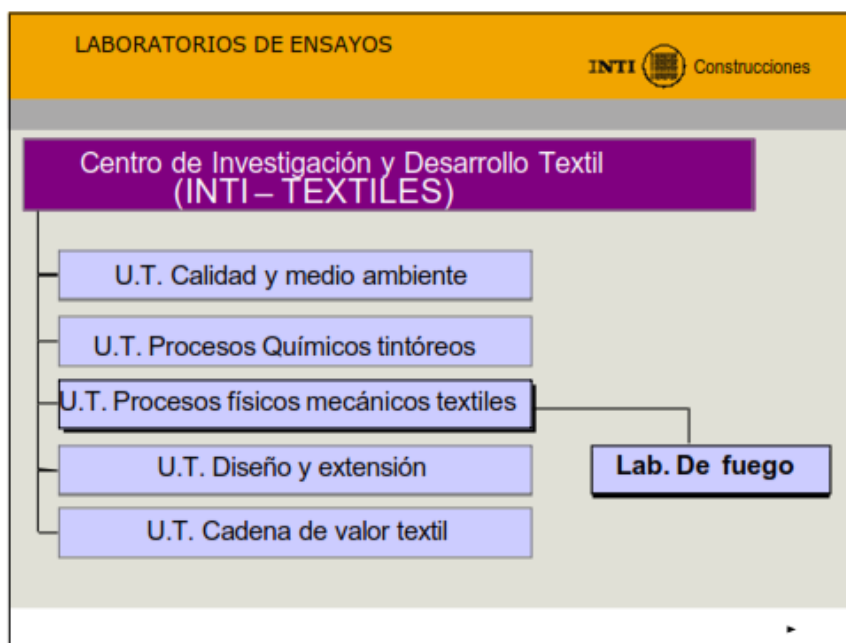 LABORATORIOS DE ENSAYOS
INTI Construcciones
Centro de Investigación y Desarrollo Textil
(INTI – TEXTILES)
U.T. Calidad y medio ambiente
U.T. Procesos Químicos tintóreos
U.T. Procesos físicos mecánicos textiles
U.T. Diseño y extensión
Lab. De fuego
U.T. Cadena de valor textil